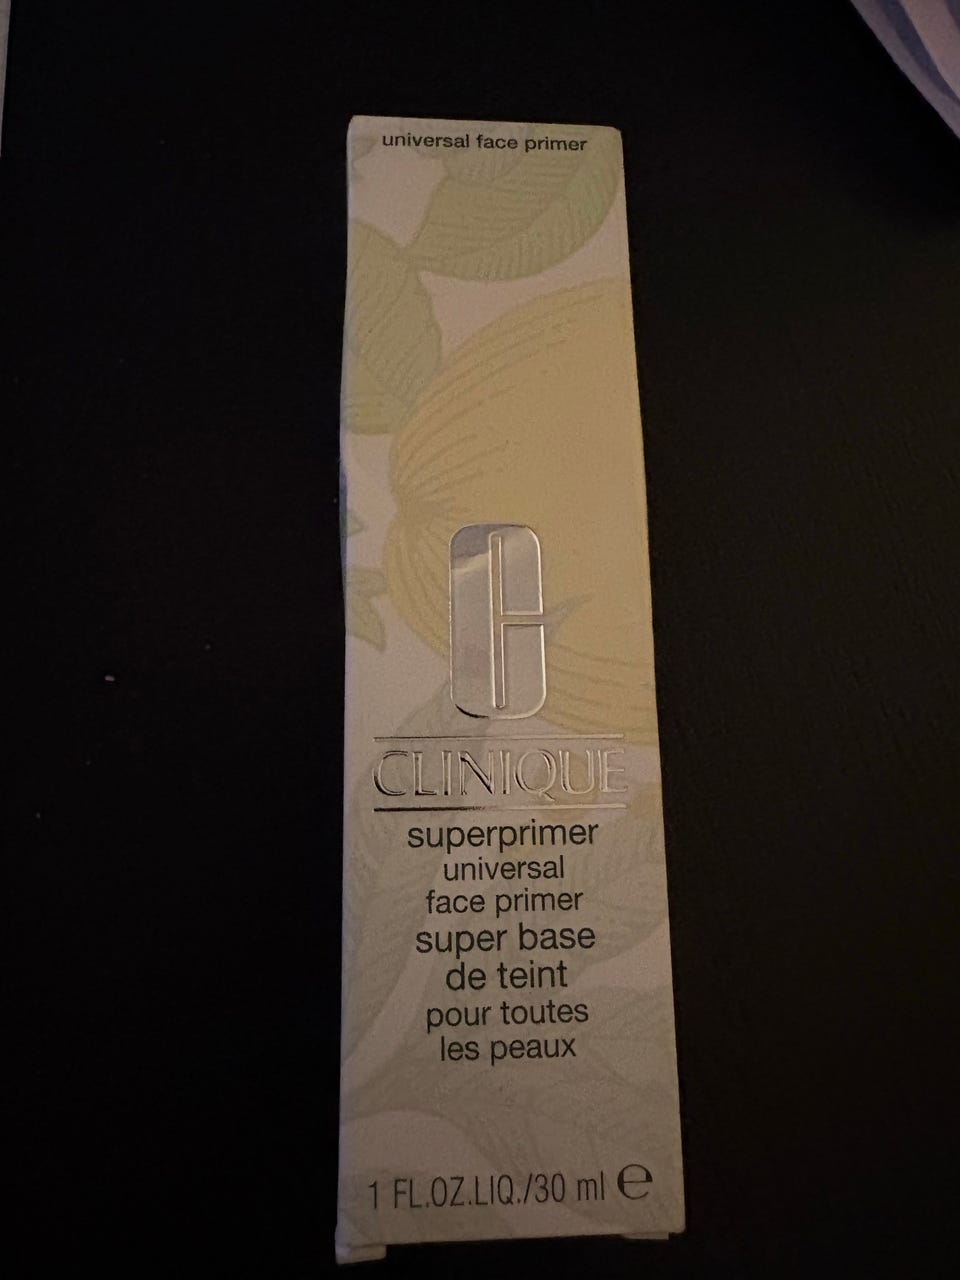 universal face primer
CLINIQUE
superprimer
universal
face primer
super base
de teint
pour toutes
les peaux
1 FL.OZ.LIQ./30 ml ℮